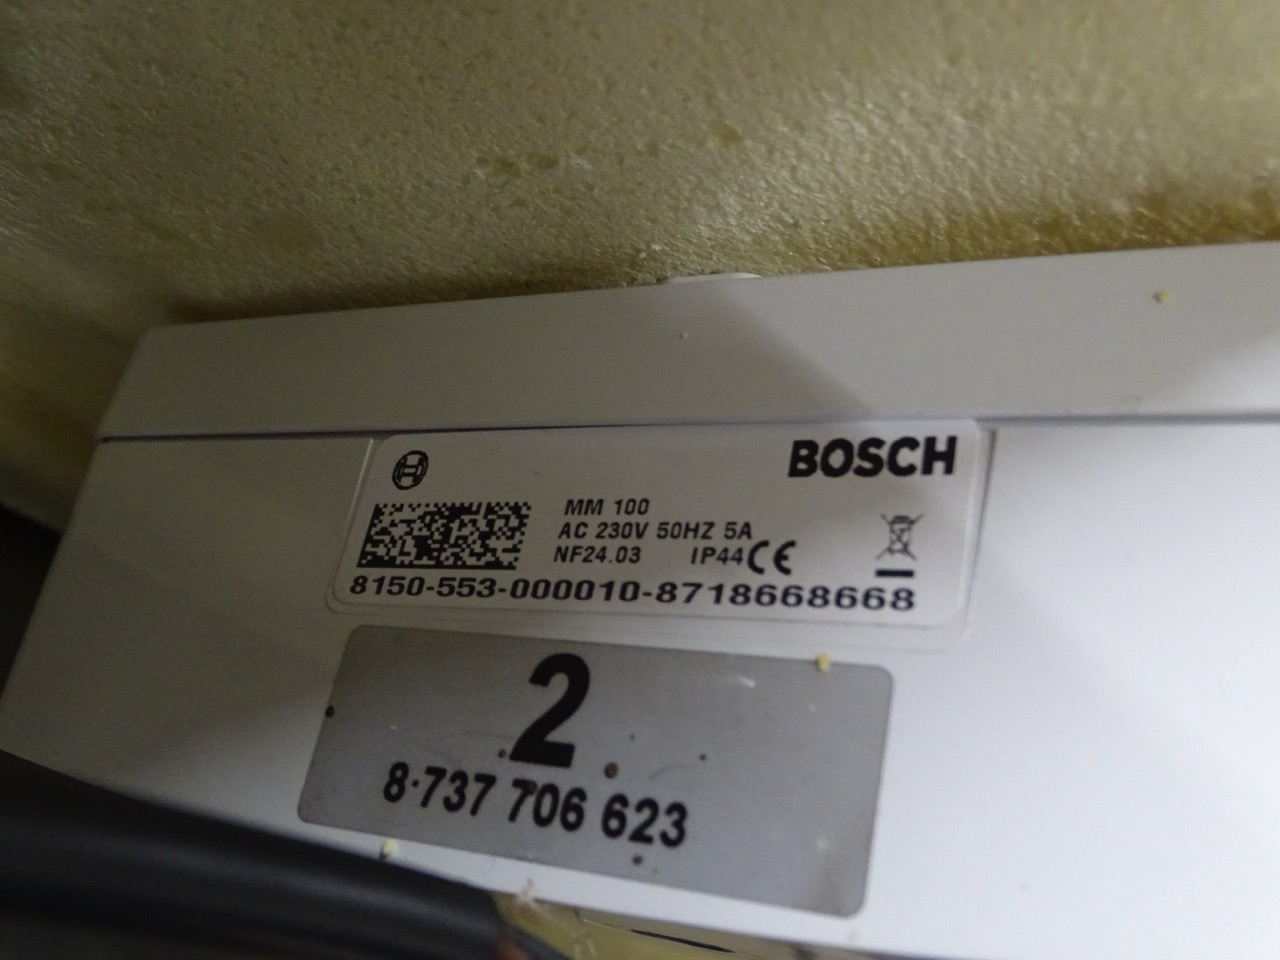 BOSCH
MM 100
AC 230V 50HZ 5A
NF24.03 IP44 CE
8150-553-000010-8718668668
2
8·737 706 623